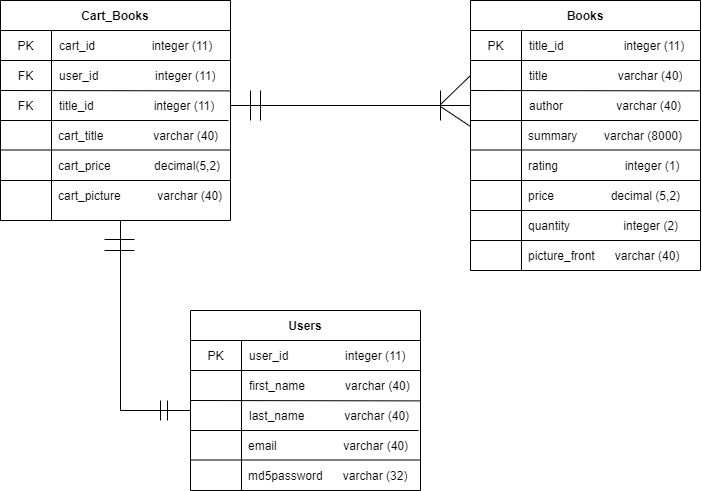 Cart_Books
PK cart_id integer (11)
FK user_id integer (11)
FK title_id integer (11)
cart_title varchar (40)
cart_price decimal(5,2)
cart_picture varchar (40)
Books
PK title_id integer (11)
title varchar (40)
author varchar (40)
summary varchar (8000)
rating integer (1)
price decimal (5,2)
quantity integer (2)
picture_front varchar (40)
Users
PK user_id integer (11)
first_name varchar (40)
last_name varchar (40)
email varchar (40)
md5password varchar (32)